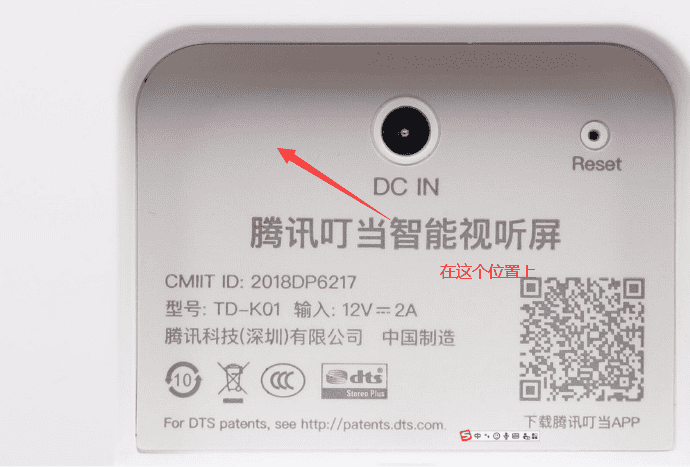 DC IN
Reset
腾讯叮当智能视听屏
在这个位置上
CMIIT ID: 2018DP6217
型号: TD-K01 输入: 12V⎓2A
腾讯科技(深圳)有限公司 中国制造
10
CCC
dts
Stereo Plus
For DTS patents, see http://patents.dts.com.
下载腾讯叮当APP
S中